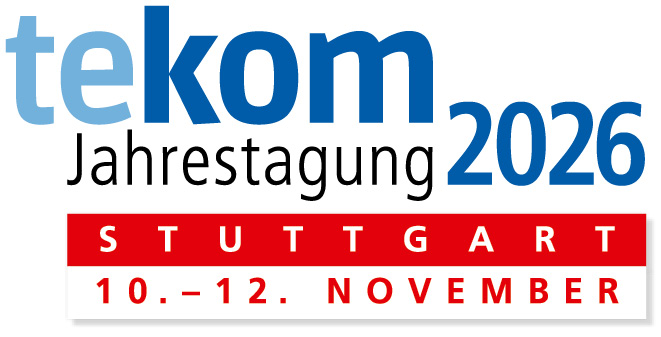 tekom
Jahrestagung 2026
STUTTGART
10. – 12. NOVEMBER